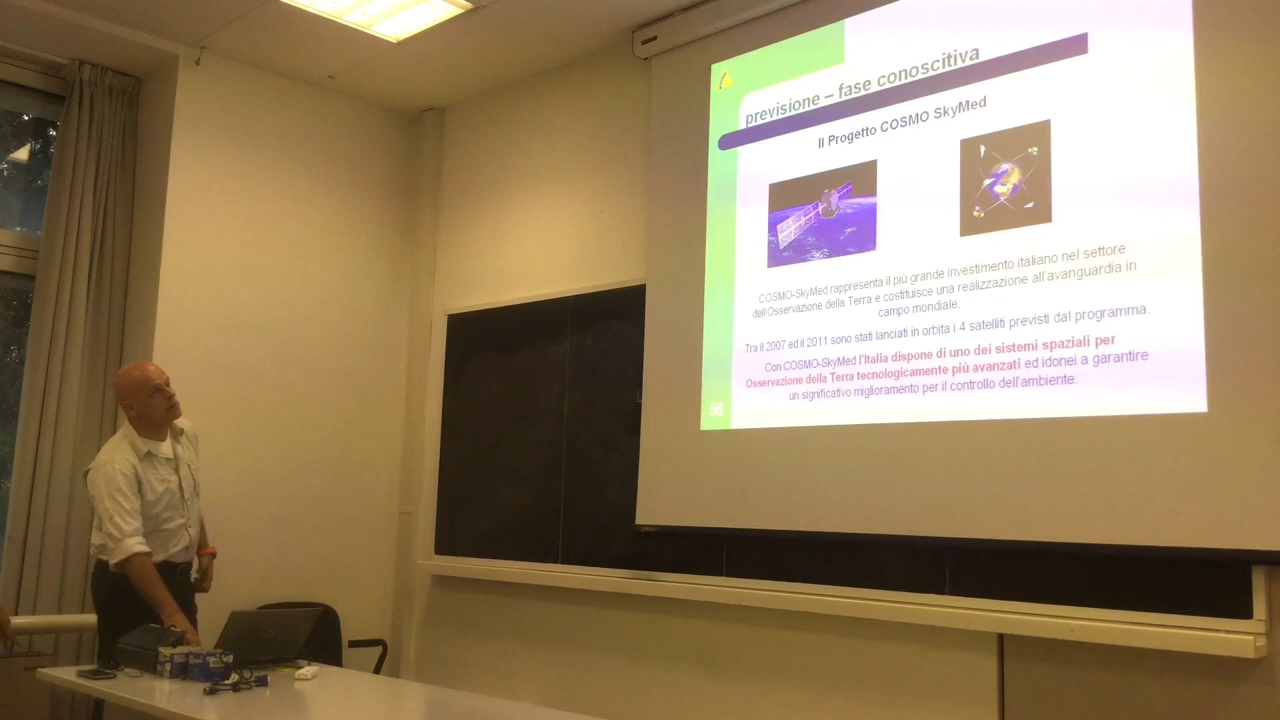 previsione – fase conoscitiva
Il Progetto COSMO SkyMed
COSMO-SkyMed rappresenta il più grande investimento italiano nel settore
dell'Osservazione della Terra e costituisce una realizzazione all'avanguardia in
campo mondiale.
Tra il 2007 ed il 2011 sono stati lanciati in orbita i 4 satelliti previsti dal programma.
Con COSMO-SkyMed l'Italia dispone di uno dei sistemi spaziali per
Osservazione della Terra tecnologicamente più avanzati ed idonei a garantire
un significativo miglioramento per il controllo dell'ambiente.
56